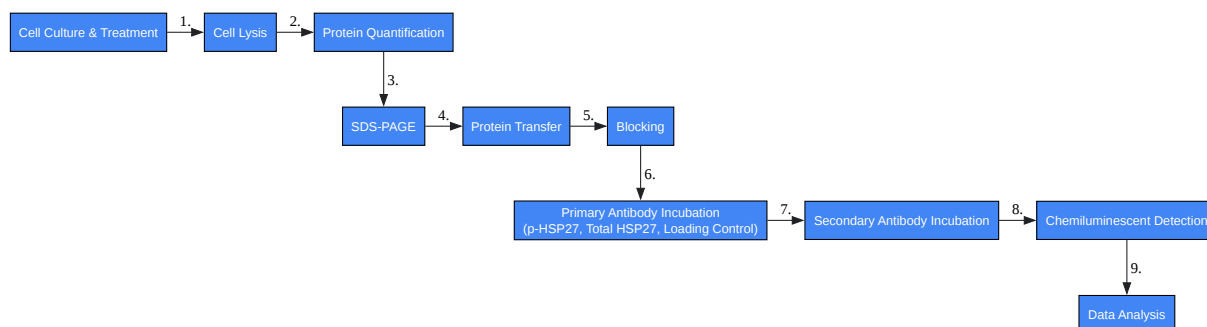 Cell Culture & Treatment
1.
Cell Lysis
2.
Protein Quantification
3.
SDS-PAGE
4.
Protein Transfer
5.
Blocking
6.
Primary Antibody Incubation
(p-HSP27, Total HSP27, Loading Control)
7.
Secondary Antibody Incubation
8.
Chemiluminescent Detection
9.
Data Analysis